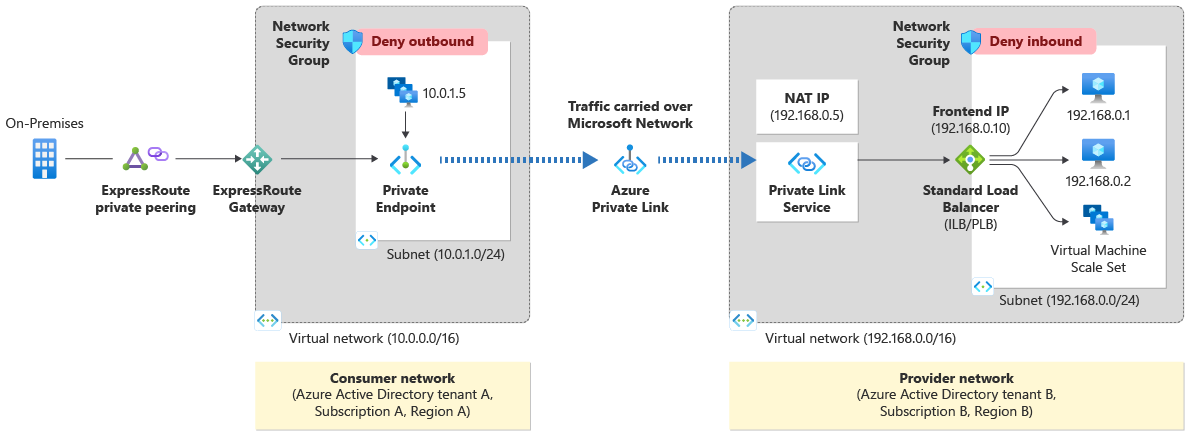 On-Premises
ExpressRoute
private peering
ExpressRoute
Gateway
Network
Security
Group
Deny outbound
10.0.1.5
Private
Endpoint
Subnet (10.0.1.0/24)
Virtual network (10.0.0.0/16)
Traffic carried over
Microsoft Network
Azure
Private Link
Network
Security
Group
Deny inbound
NAT IP
(192.168.0.5)
Private Link
Service
Frontend IP
(192.168.0.10)
Standard Load
Balancer
(ILB/PLB)
192.168.0.1
192.168.0.2
Virtual Machine
Scale Set
Subnet (192.168.0.0/24)
Virtual network (192.168.0.0/16)
Consumer network
(Azure Active Directory tenant A,
Subscription A, Region A)
Provider network
(Azure Active Directory tenant B,
Subscription B, Region B)